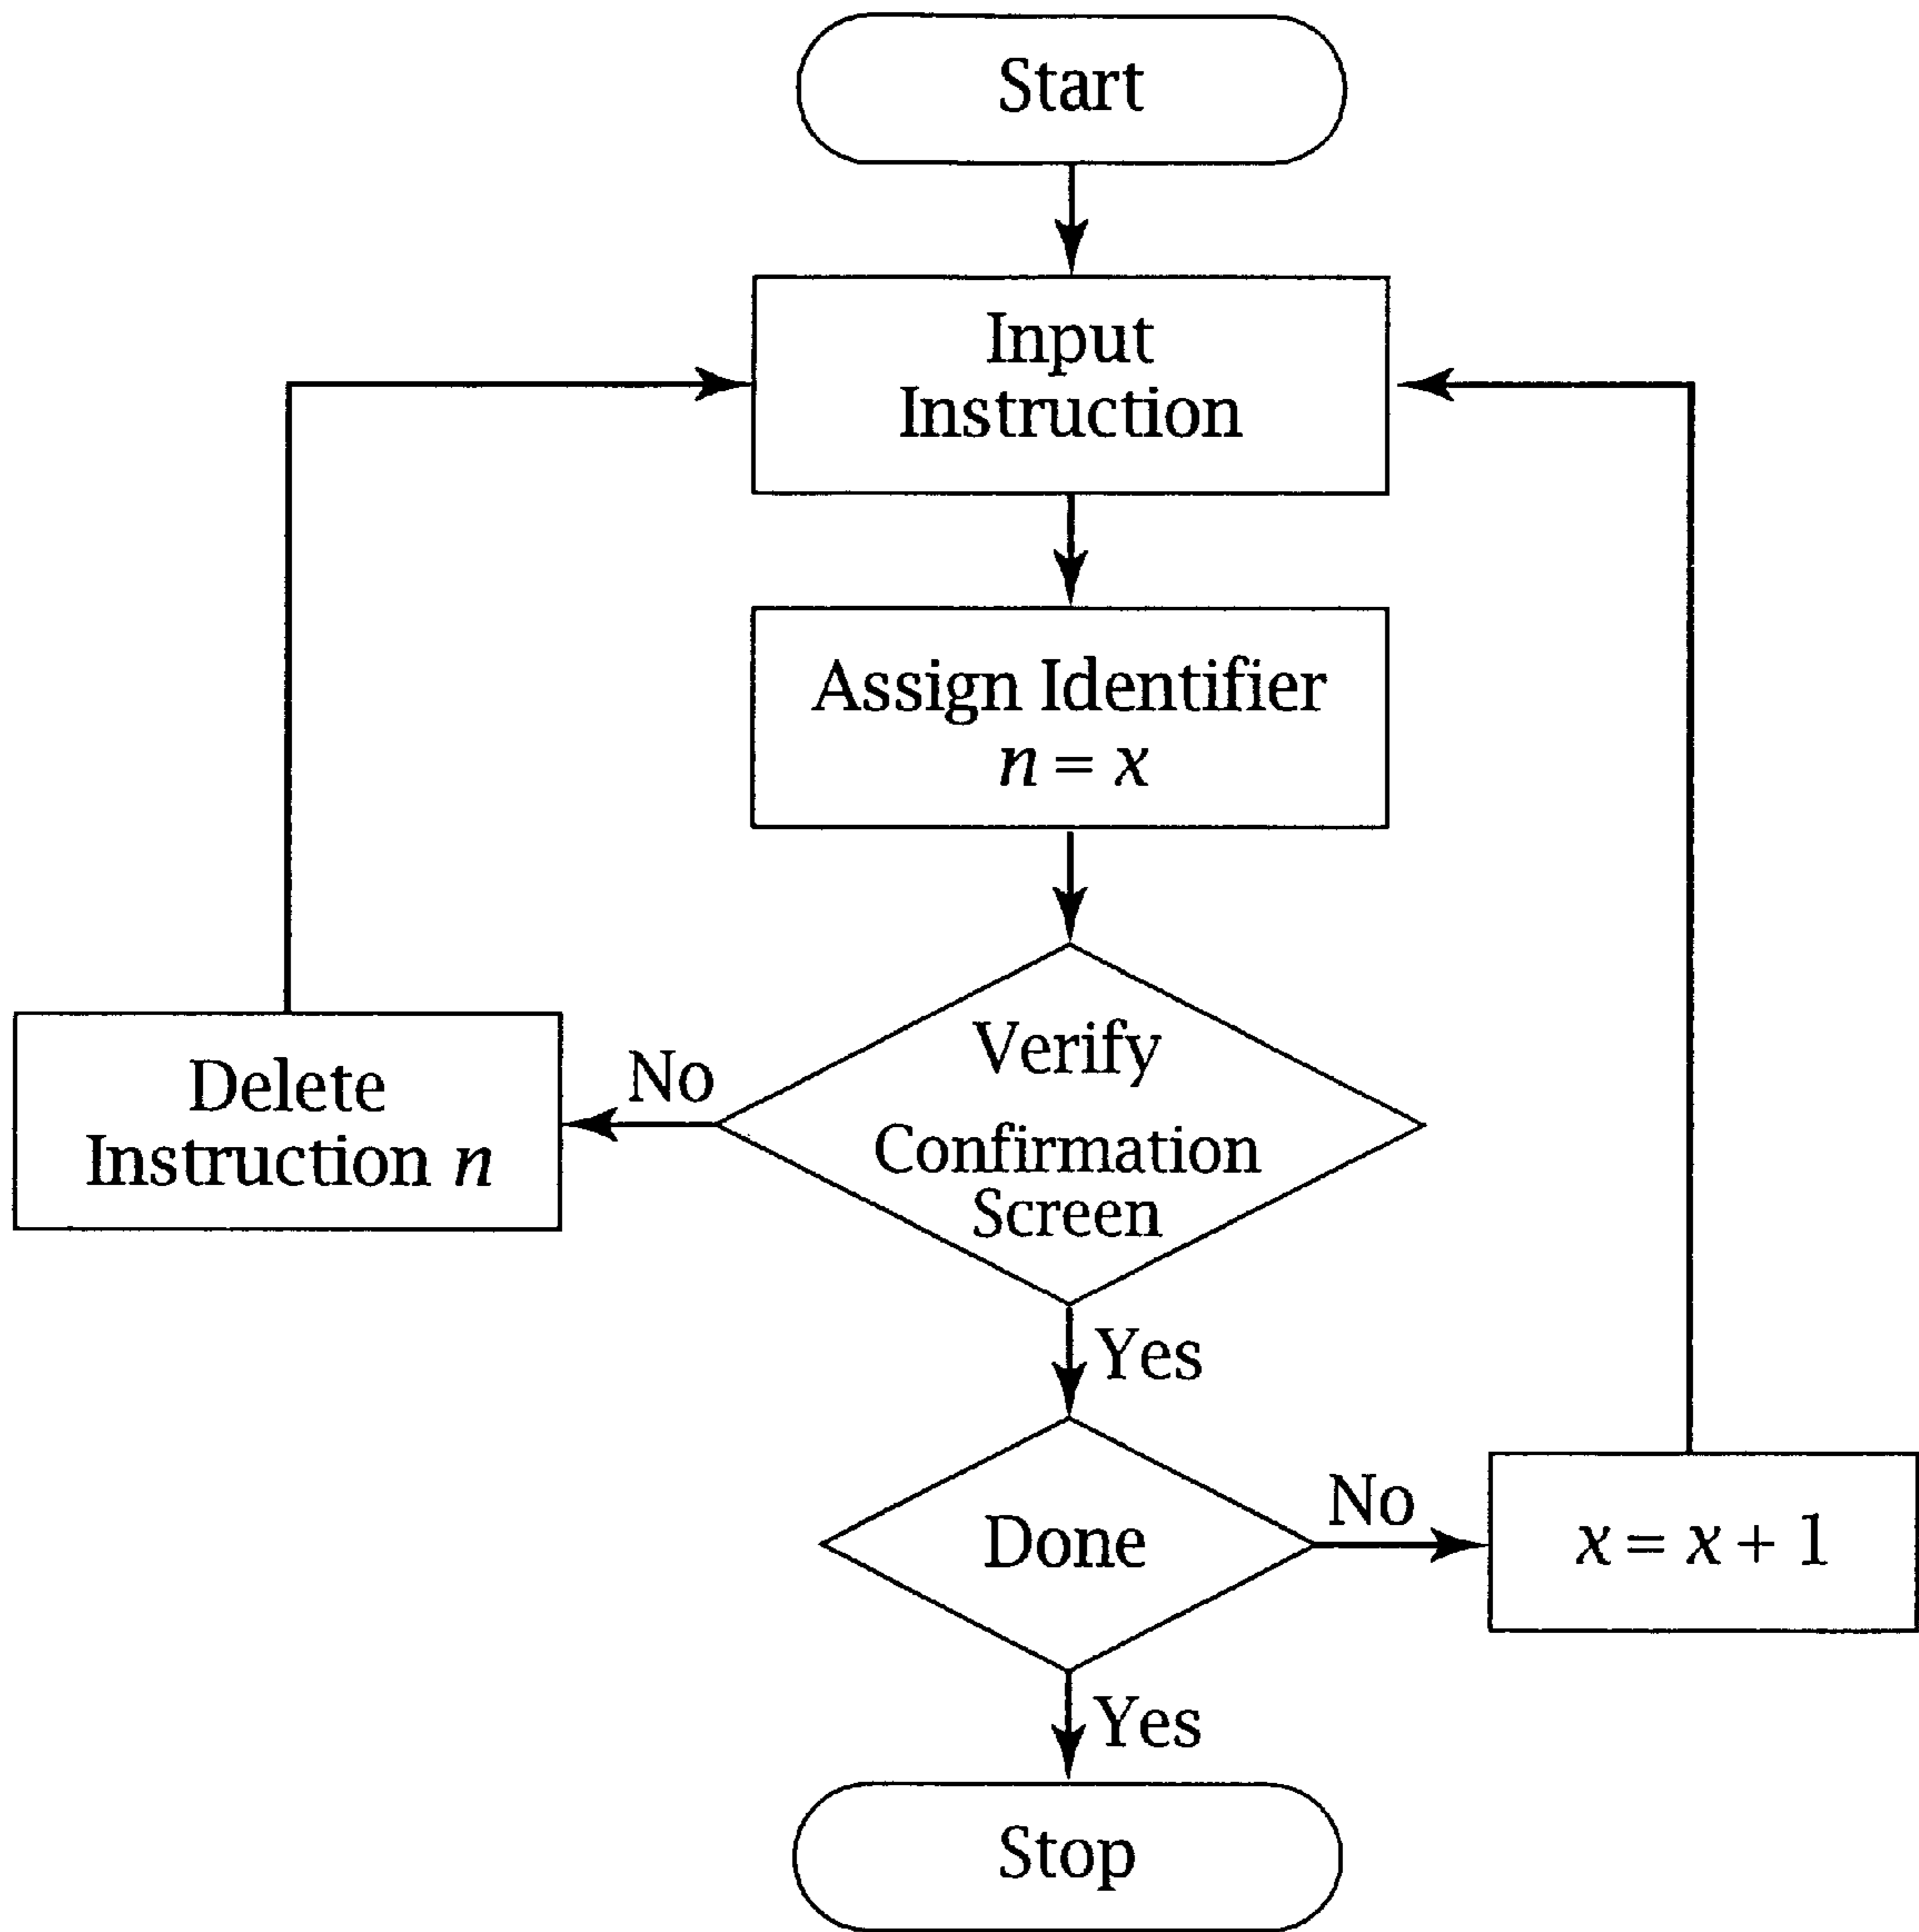 Start
Input
Instruction
Assign Identifier
n = x
Verify
Confirmation
Screen
No
Delete
Instruction n
Yes
Done
No
x = x + 1
Yes
Stop